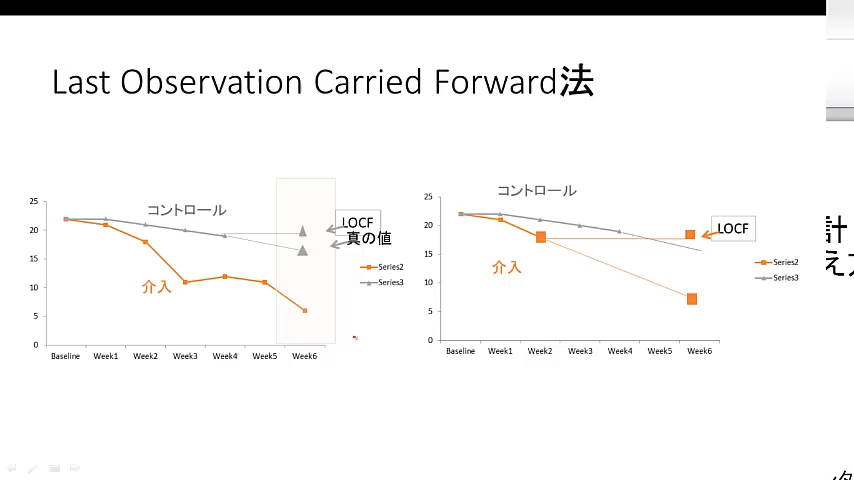 Last Observation Carried Forward法
コントロール
25
20
15
10
5
0
LOCF
真の値
介入
Series2
Series3
Baseline Week1 Week2 Week3 Week4 Week5 Week6
コントロール
25
20
15
10
5
0
LOCF
介入
Series2
Series3
Baseline Week1 Week2 Week3 Week4 Week5 Week6
計
え